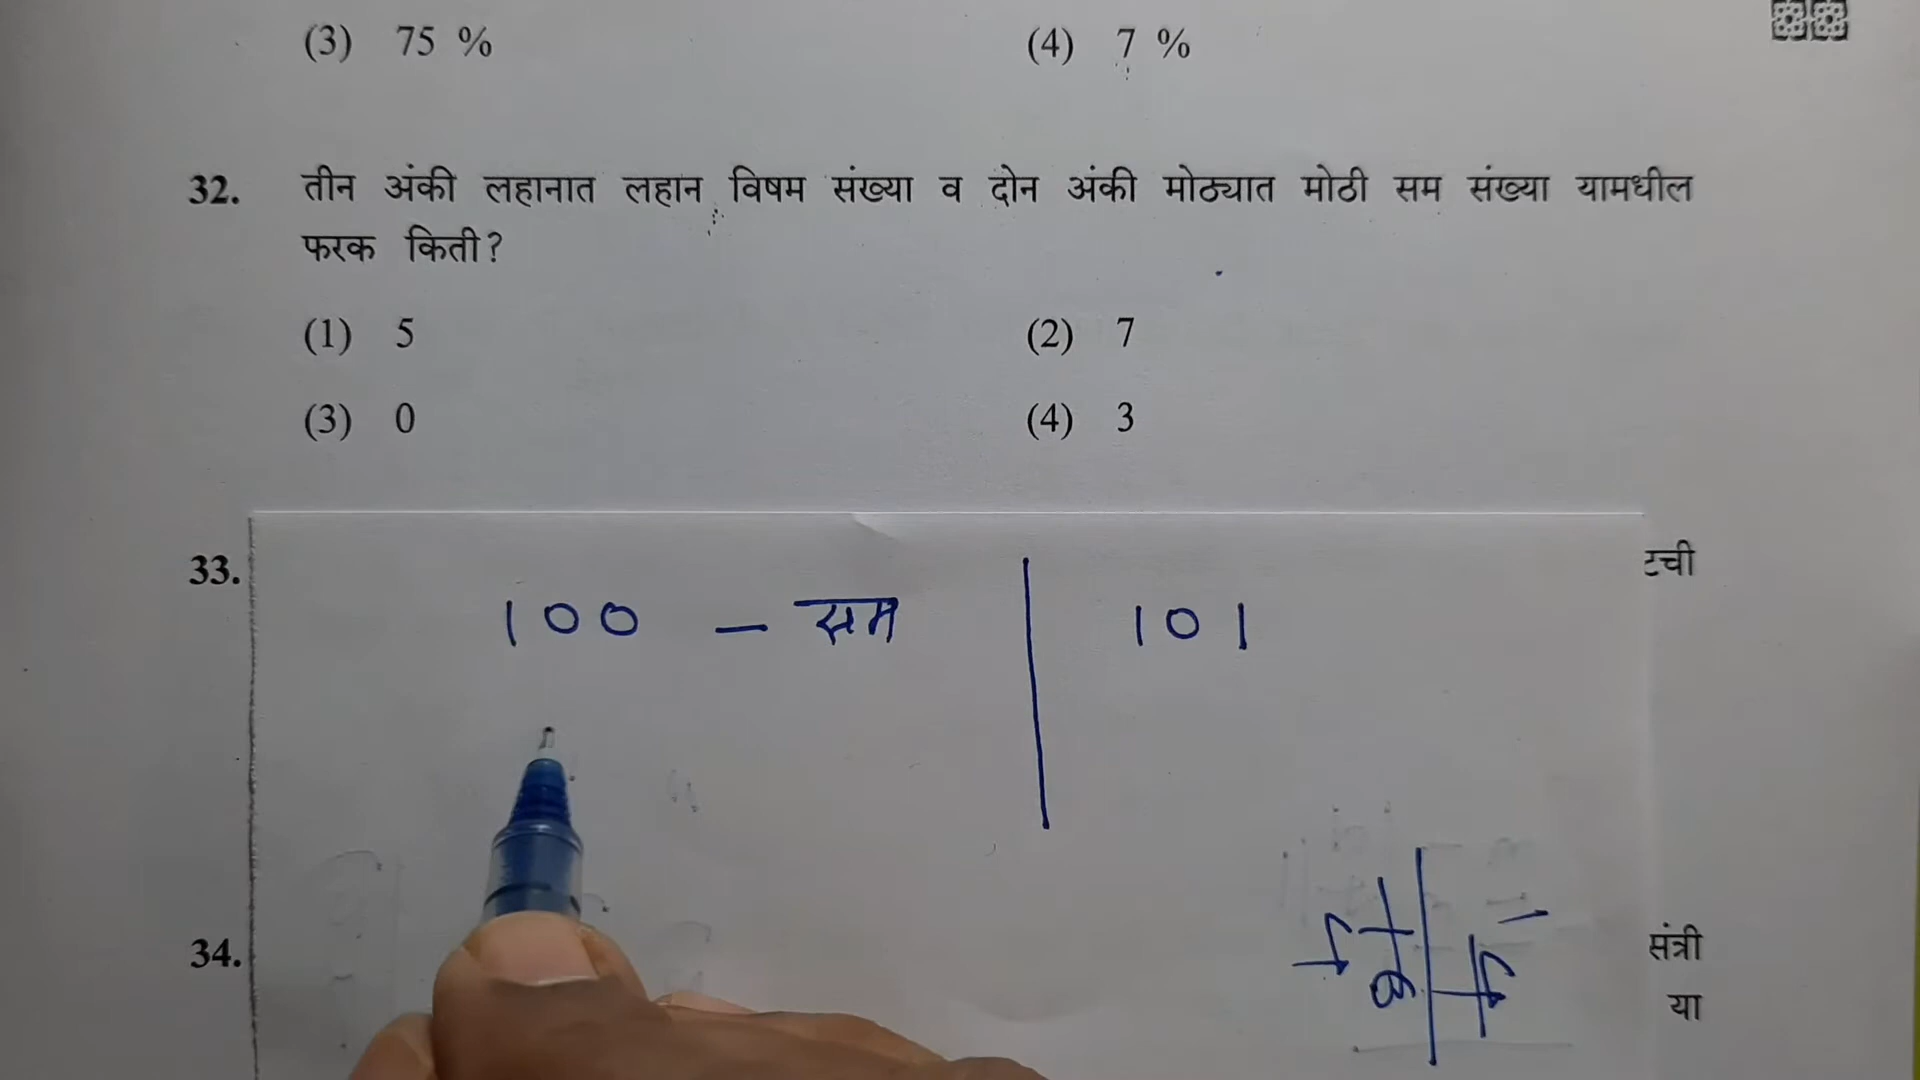 (3) 75 % (4) 7 %
32. तीन अंकी लहानात लहान विषम संख्या व दोन अंकी मोठ्यात मोठी सम संख्या यामधील
फरक किती?
(1) 5 (2) 7
(3) 0 (4) 3
33. टची
100 – सम 101
34. संत्री
या